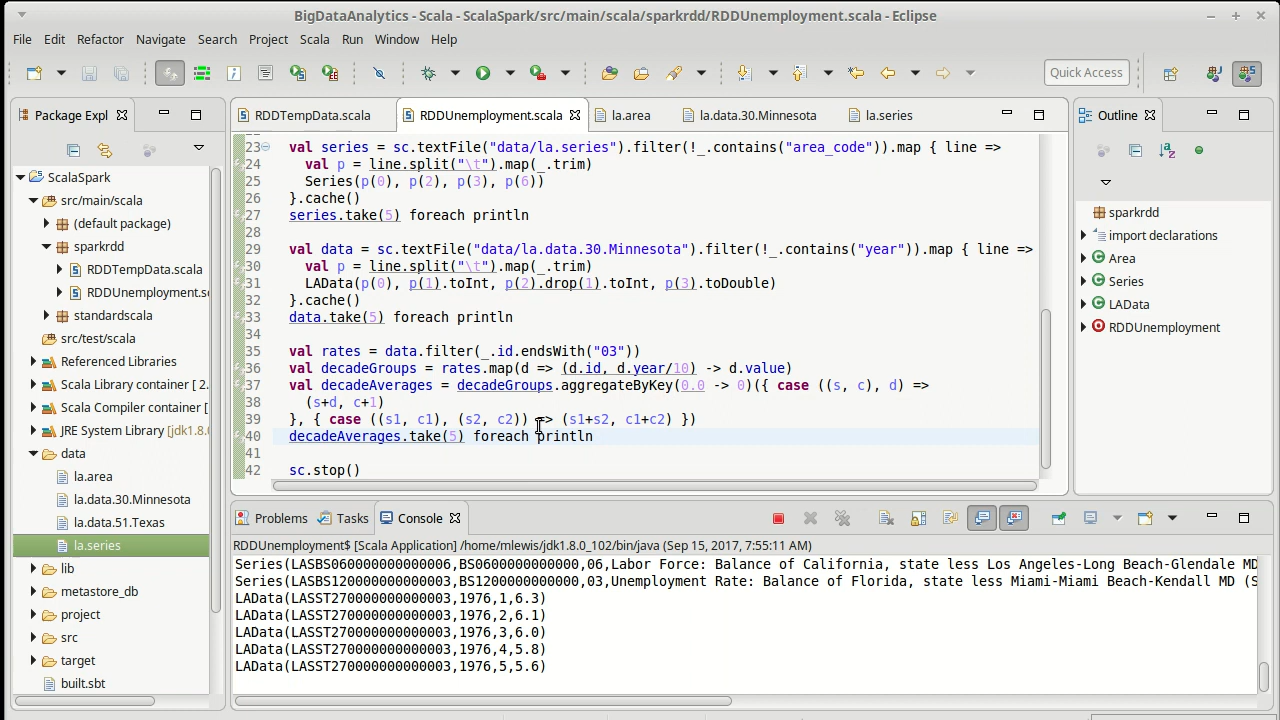 BigDataAnalytics - Scala - ScalaSpark/src/main/scala/sparkrdd/RDDUnemployment.scala - Eclipse
File Edit Refactor Navigate Search Project Scala Run Window Help
Quick Access
Package Expl
ScalaSpark
src/main/scala
(default package)
sparkrdd
RDDTempData.scala
RDDUnemployment.s
standardscala
src/test/scala
Referenced Libraries
Scala Library container [ 2.
Scala Compiler container [
JRE System Library [jdk1.8.0
data
la.area
la.data.30.Minnesota
la.data.51.Texas
la.series
lib
metastore_db
project
src
target
built.sbt
RDDTempData.scala RDDUnemployment.scala la.area la.data.30.Minnesota la.series
23 val series = sc.textFile("data/la.series").filter(!_.contains("area_code")).map { line =>
24 val p = line.split("\t").map(_.trim)
25 Series(p(0), p(2), p(3), p(6))
26 }.cache()
27 series.take(5) foreach println
28
29 val data = sc.textFile("data/la.data.30.Minnesota").filter(!_.contains("year")).map { line =>
30 val p = line.split("\t").map(_.trim)
31 LAData(p(0), p(1).toInt, p(2).drop(1).toInt, p(3).toDouble)
32 }.cache()
33 data.take(5) foreach println
34
35 val rates = data.filter(_.id.endsWith("03"))
36 val decadeGroups = rates.map(d => (d.id, d.year/10) -> d.value)
37 val decadeAverages = decadeGroups.aggregateByKey(0.0 -> 0)({ case ((s, c), d) =>
38 (s+d, c+1)
39 }, { case ((s1, c1), (s2, c2)) => (s1+s2, c1+c2) })
40 decadeAverages.take(5) foreach println
41
42 sc.stop()
Outline
sparkrdd
import declarations
Area
Series
LAData
RDDUnemployment
Problems Tasks Console
RDDUnemployment$ [Scala Application] /home/mlewis/jdk1.8.0_102/bin/java (Sep 15, 2017, 7:55:11 AM)
Series(LASBS060000000000006,BS0600000000000,06,Labor Force: Balance of California, state less Los Angeles-Long Beach-Glendale MD
Series(LASBS120000000000003,BS1200000000000,03,Unemployment Rate: Balance of Florida, state less Miami-Miami Beach-Kendall MD (S
LAData(LASST270000000000003,1976,1,6.3)
LAData(LASST270000000000003,1976,2,6.1)
LAData(LASST270000000000003,1976,3,6.0)
LAData(LASST270000000000003,1976,4,5.8)
LAData(LASST270000000000003,1976,5,5.6)